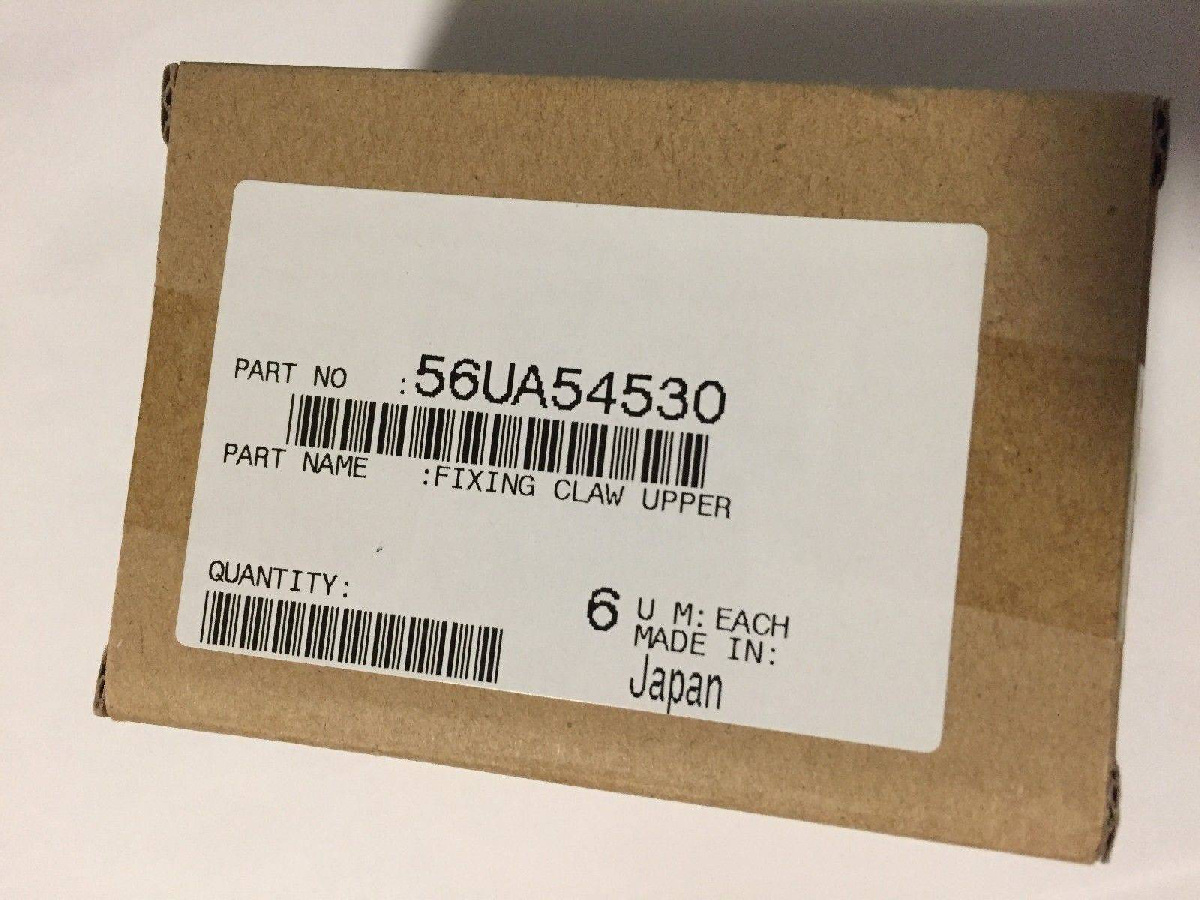 PART NO :56UA54530
PART NAME :FIXING CLAW UPPER
QUANTITY: 6 U M: EACH
MADE IN:
Japan